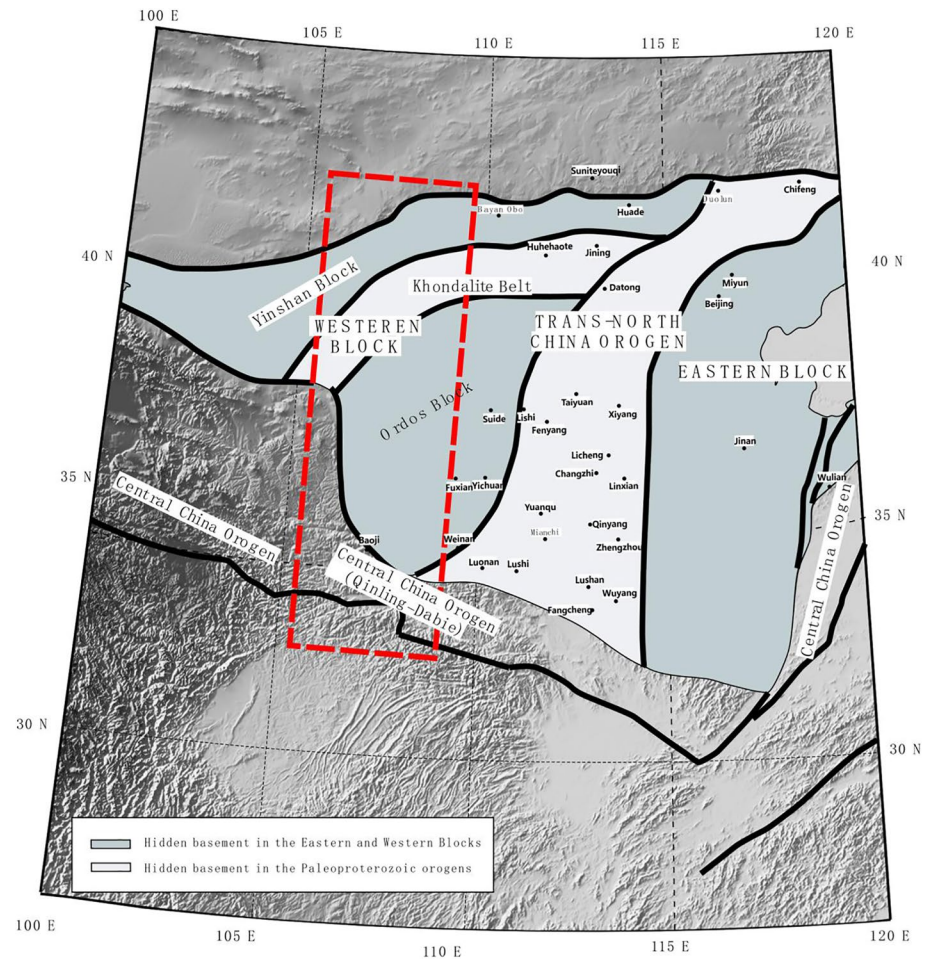 100 E
105 E
110 E
115 E
120 E
Suniteyouqi
Chifeng
Duolun
Bayan Obo
Huade
Huhehaote
Jining
40 N
40 N
Miyun
Yinshan Block
Khondalite Belt
Datong
Beijing
WESTEREN
BLOCK
TRANS-NORTH
CHINA OROGEN
EASTERN BLOCK
Ordos Block
Taiyuan
Suide
Lishi
Xiyang
Fenyang
Jinan
Licheng
Changzhi
35 N
Fuxian
Yichuan
Linxian
Wulian
Central China Orogen
Yuanqu
Qinyang
35 N
Mianchi
Baoji
Weinan
Zhengzhou
Central China Orogen
(Qinling-Dabie)
Luonan
Lushi
Lushan
Wuyang
Fangcheng
Central China Orogen
30 N
30 N
Hidden basement in the Eastern and Western Blocks
Hidden basement in the Paleoproterozoic orogens
100 E
105 E
110 E
115 E
120 E